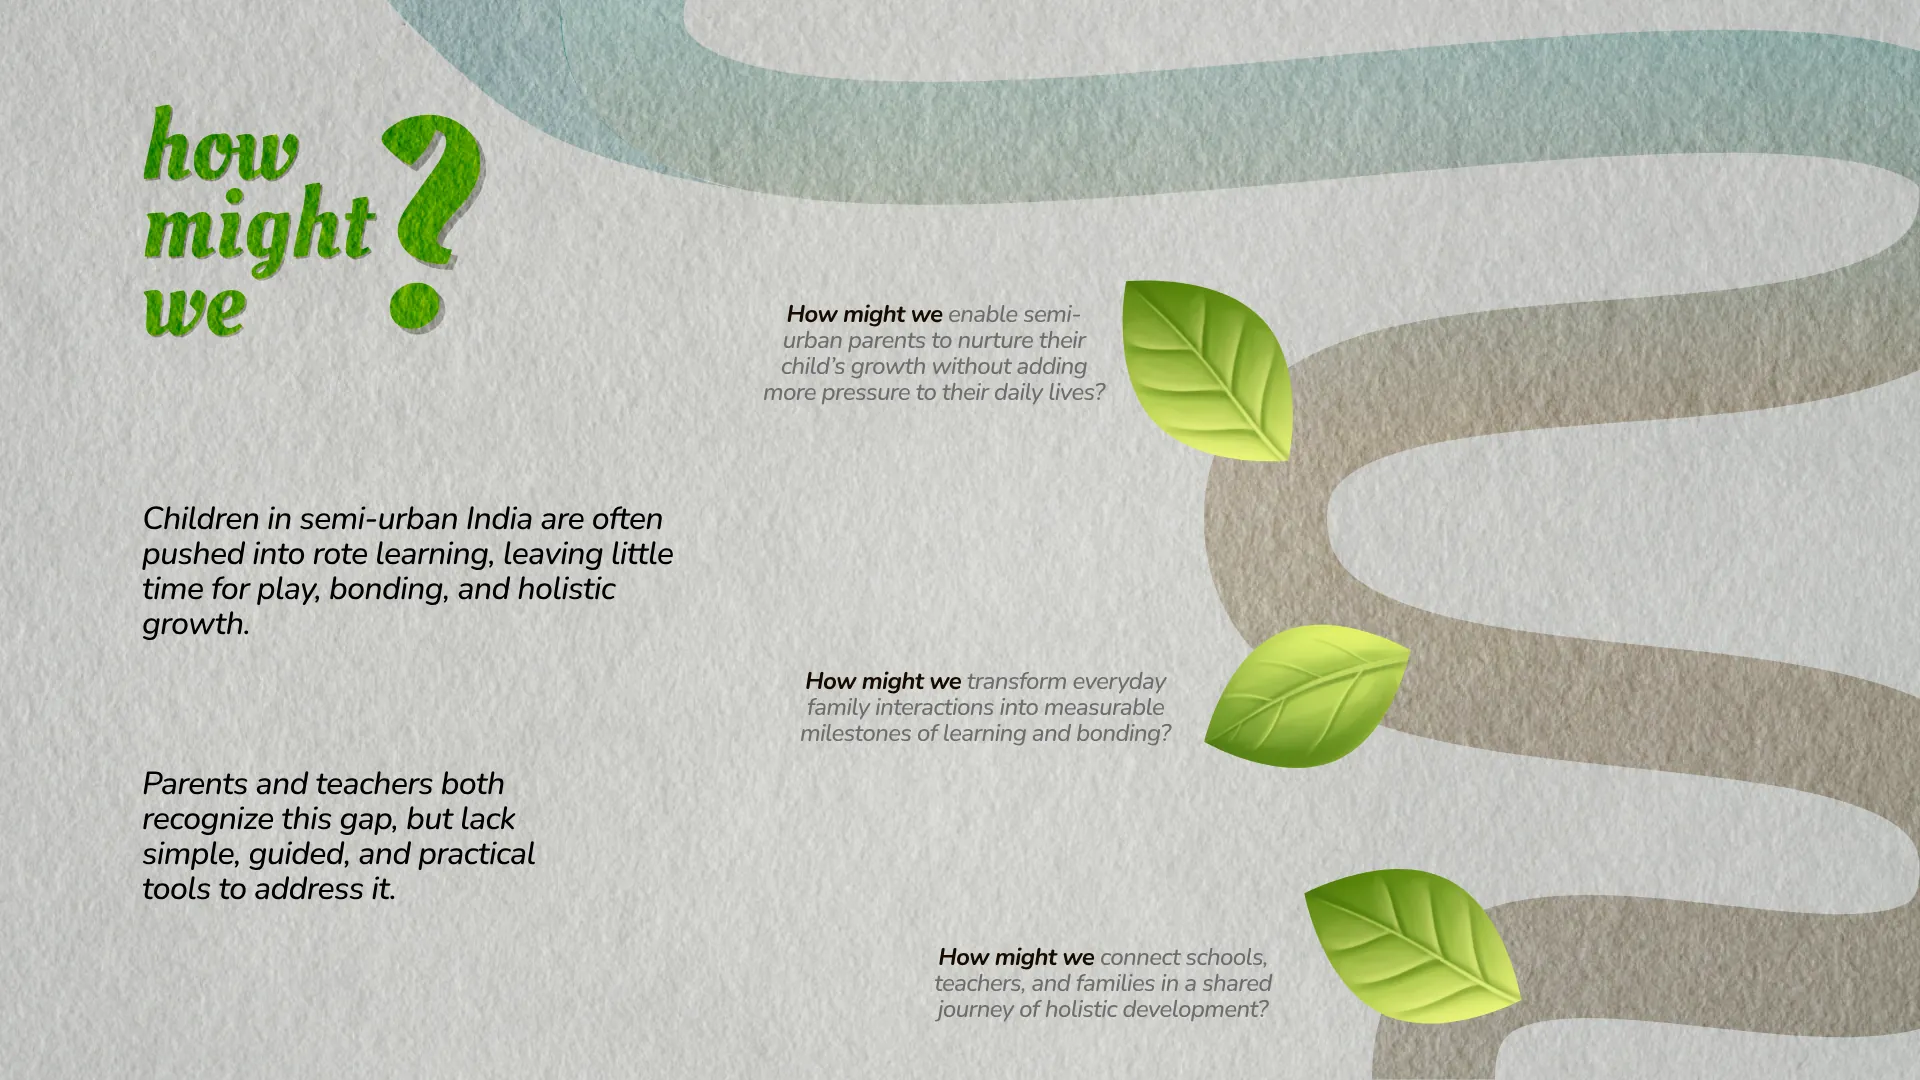 how
might
we
?
Children in semi-urban India are often
pushed into rote learning, leaving little
time for play, bonding, and holistic
growth.
Parents and teachers both
recognize this gap, but lack
simple, guided, and practical
tools to address it.
How might we enable semi-
urban parents to nurture their
child’s growth without adding
more pressure to their daily lives?
How might we transform everyday
family interactions into measurable
milestones of learning and bonding?
How might we connect schools,
teachers, and families in a shared
journey of holistic development?